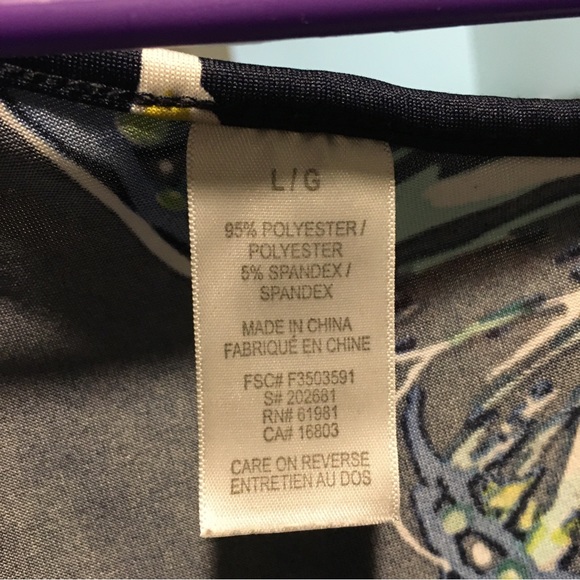 L/G
95% POLYESTER/
POLYESTER
5% SPANDEX/
SPANDEX
MADE IN CHINA
FABRIQUÉ EN CHINE
FSC# F3503591
S# 202681
RN# 61981
CA# 16803
CARE ON REVERSE
ENTRETIEN AU DOS